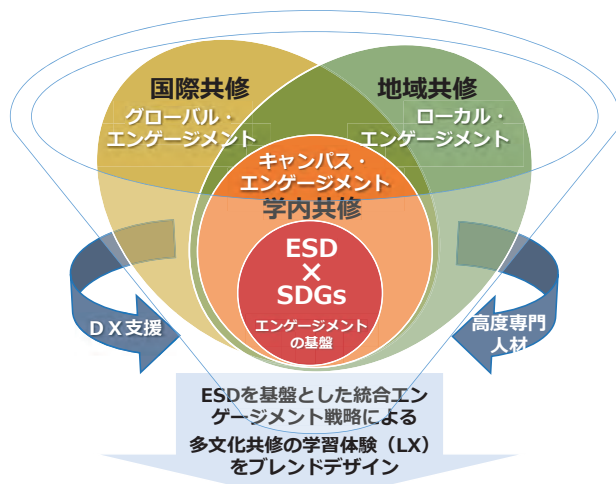 国際共修
グローバル・
エンゲージメント
地域共修
ローカル・
エンゲージメント
キャンパス・
エンゲージメント
学内共修
ESD
×
SDGs
エンゲージメント
の基盤
DX支援
高度専門
人材
ESDを基盤とした統合エン
ゲージメント戦略による
多文化共修の学習体験（LX）
をブレンドデザイン